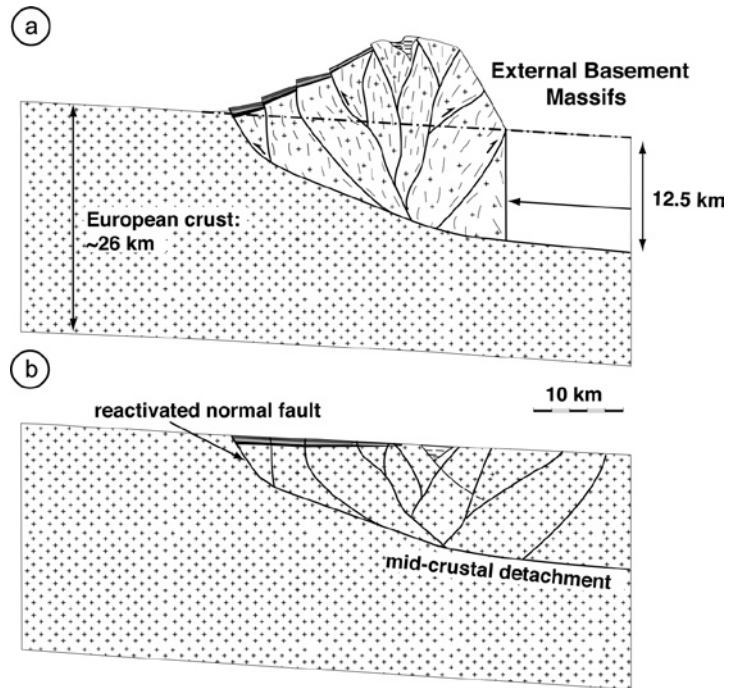 a
External Basement
Massifs
12.5 km
European crust:
~26 km
b
10 km
reactivated normal fault
mid-crustal detachment